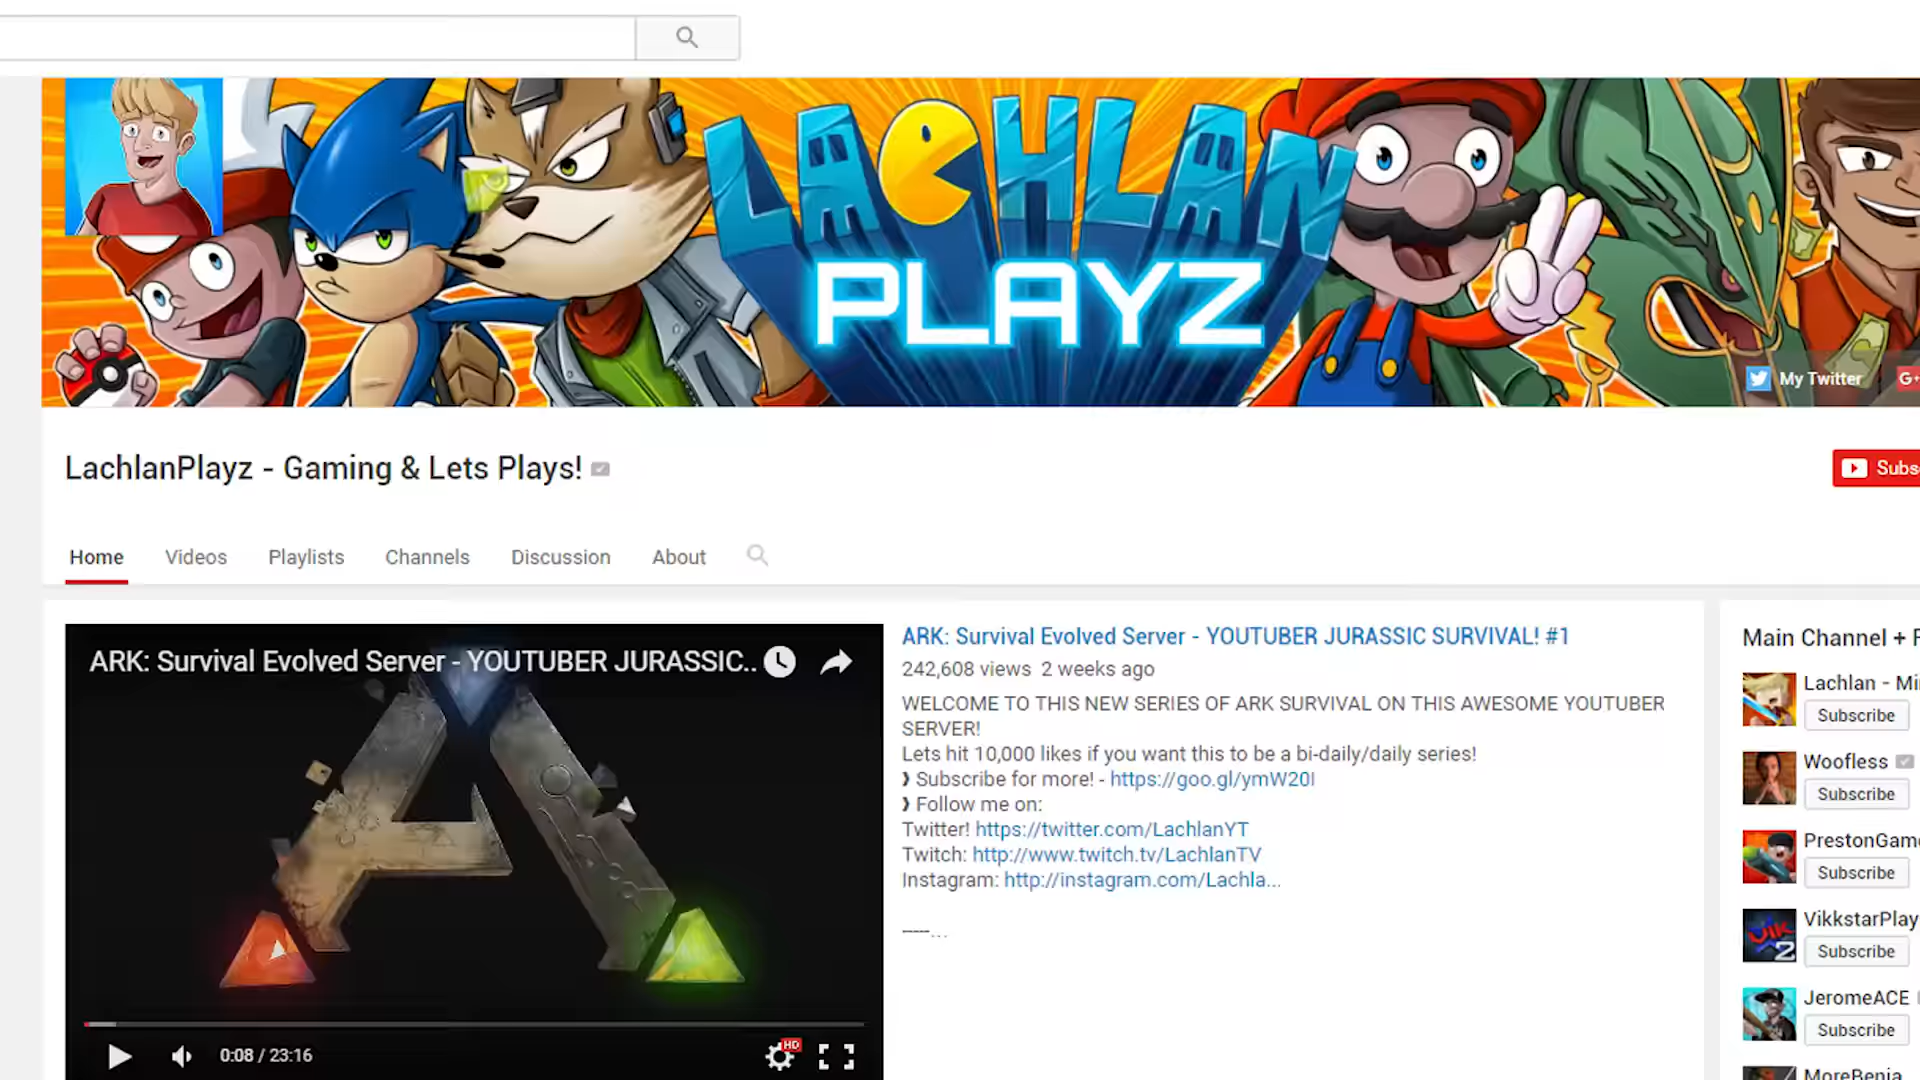 LACHLAN
PLAYZ
My Twitter
G+
LachlanPlayz - Gaming & Lets Plays!
Subs
Home Videos Playlists Channels Discussion About
ARK: Survival Evolved Server - YOUTUBER JURASSIC..
0:08 / 23:16
HD
ARK: Survival Evolved Server - YOUTUBER JURASSIC SURVIVAL! #1
242,608 views 2 weeks ago
WELCOME TO THIS NEW SERIES OF ARK SURVIVAL ON THIS AWESOME YOUTUBER
SERVER!
Lets hit 10,000 likes if you want this to be a bi-daily/daily series!
❱ Subscribe for more! - https://goo.gl/ymW20I
❱ Follow me on:
Twitter! https://twitter.com/LachlanYT
Twitch: http://www.twitch.tv/LachlanTV
Instagram: http://instagram.com/Lachla...
-----...
Main Channel + F
Lachlan - Mi
Subscribe
Woofless
Subscribe
PrestonGame
Subscribe
VikkstarPlay
Subscribe
JeromeACE
Subscribe
MoreBenja